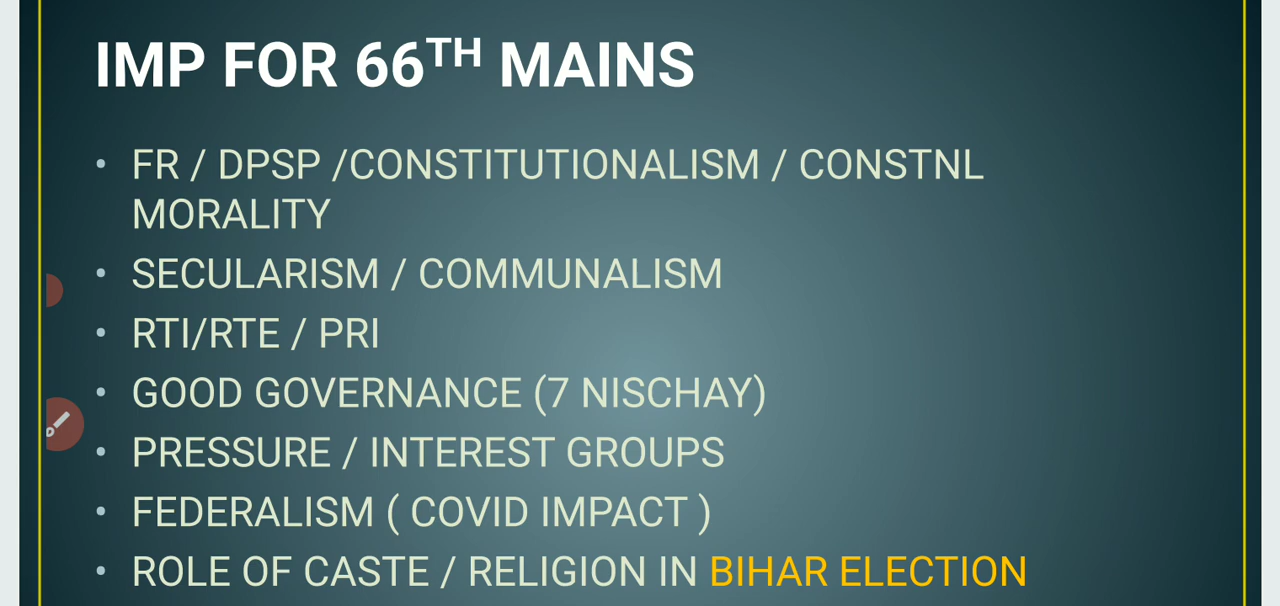 IMP FOR 66TH MAINS
• FR / DPSP /CONSTITUTIONALISM / CONSTNL
MORALITY
• SECULARISM / COMMUNALISM
• RTI/RTE / PRI
• GOOD GOVERNANCE (7 NISCHAY)
• PRESSURE / INTEREST GROUPS
• FEDERALISM ( COVID IMPACT )
• ROLE OF CASTE / RELIGION IN BIHAR ELECTION